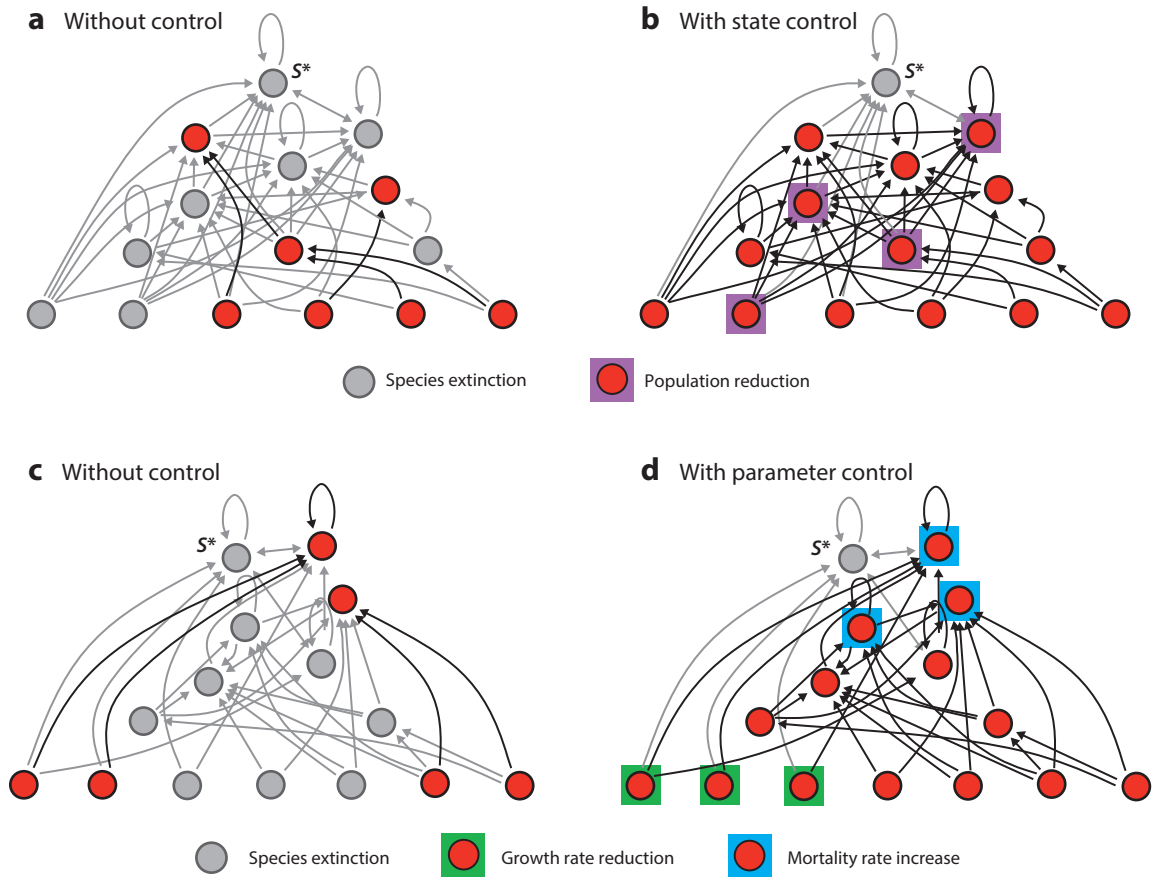 a Without control
b With state control
S*
S*
Species extinction
Population reduction
c Without control
d With parameter control
S*
S*
Species extinction
Growth rate reduction
Mortality rate increase